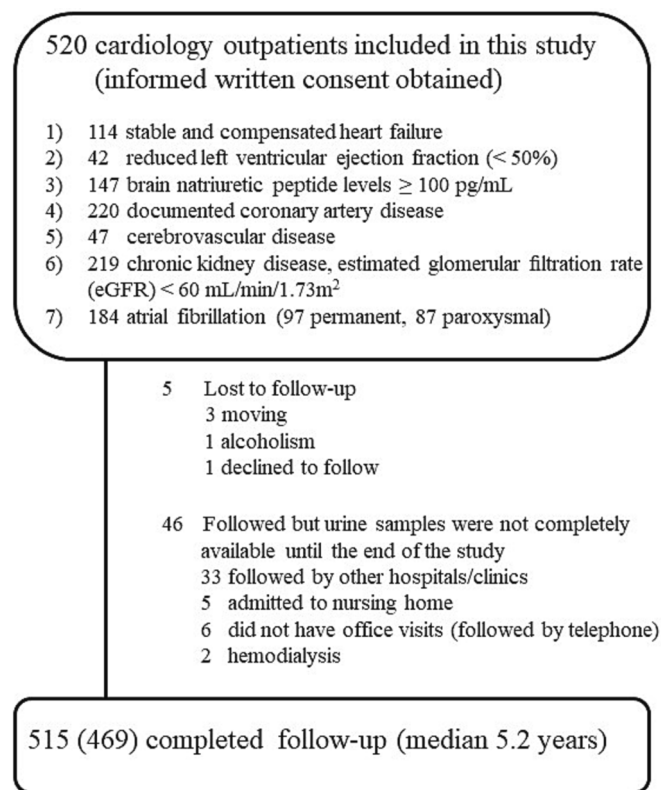 520 cardiology outpatients included in this study
(informed written consent obtained)
1) 114 stable and compensated heart failure
2) 42 reduced left ventricular ejection fraction (< 50%)
3) 147 brain natriuretic peptide levels ≥ 100 pg/mL
4) 220 documented coronary artery disease
5) 47 cerebrovascular disease
6) 219 chronic kidney disease, estimated glomerular filtration rate
(eGFR) < 60 mL/min/1.73m²
7) 184 atrial fibrillation (97 permanent, 87 paroxysmal)
5 Lost to follow-up
3 moving
1 alcoholism
1 declined to follow
46 Followed but urine samples were not completely
available until the end of the study
33 followed by other hospitals/clinics
5 admitted to nursing home
6 did not have office visits (followed by telephone)
2 hemodialysis
515 (469) completed follow-up (median 5.2 years)